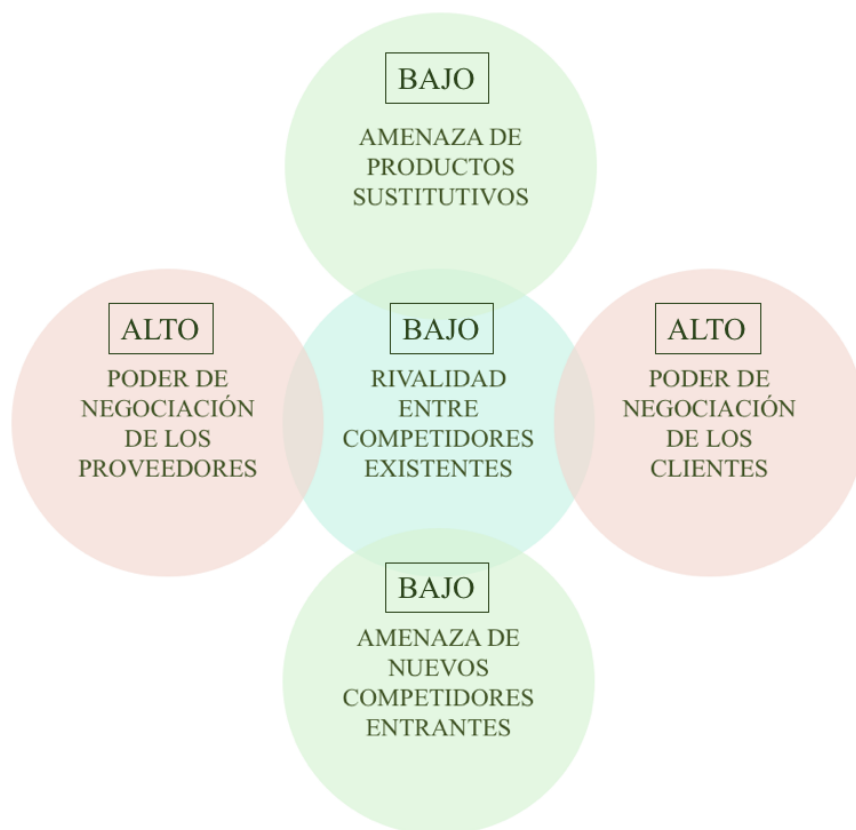 BAJO
AMENAZA DE
PRODUCTOS
SUSTITUTIVOS
ALTO
PODER DE
NEGOCIACIÓN
DE LOS
PROVEEDORES
BAJO
RIVALIDAD
ENTRE
COMPETIDORES
EXISTENTES
ALTO
PODER DE
NEGOCIACIÓN
DE LOS
CLIENTES
BAJO
AMENAZA DE
NUEVOS
COMPETIDORES
ENTRANTES